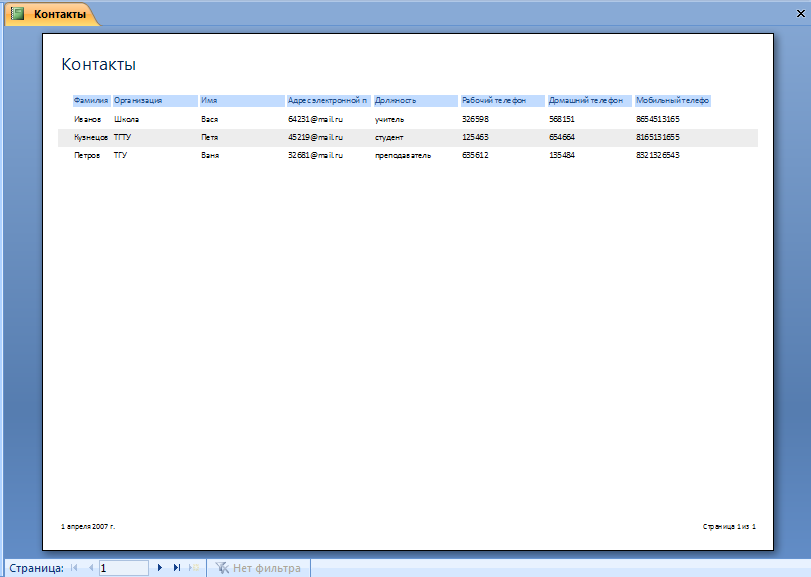 Контакты
Контакты
Фамилия Организация Имя Адрес электронной п Должность Рабочий телефон Домашний телефон Мобильный телефо
Иванов Школа Вася 64231@mail.ru учитель 326598 568151 8654513165
Кузнецов ТГТУ Петя 45219@mail.ru студент 125463 654664 8165131655
Петров ТГУ Ваня 32681@mail.ru преподаватель 635612 135484 8321326543
1 апреля 2007 г. Страница 1 из 1
Страница: 1 Нет фильтра